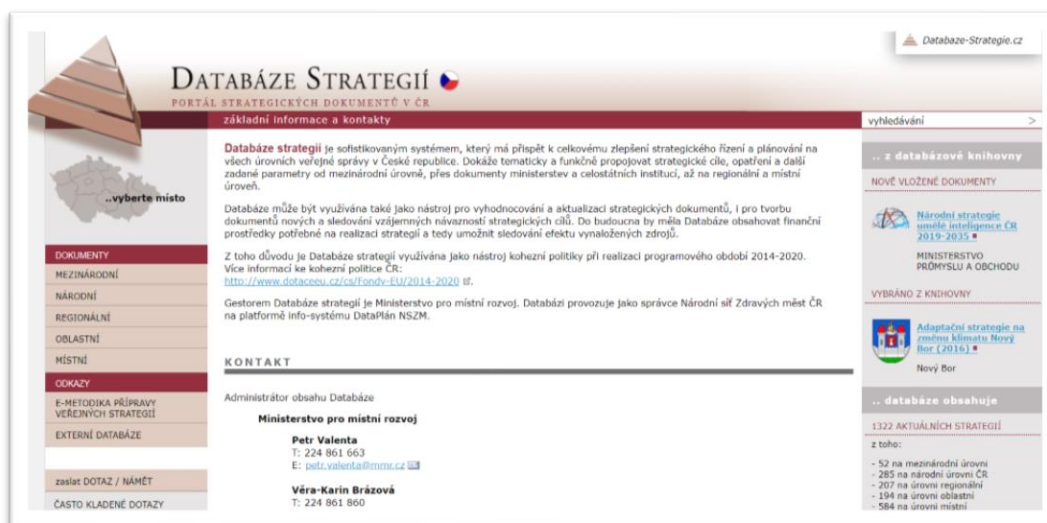 Databaze-Strategie.cz
DATABÁZE STRATEGIÍ
PORTÁL STRATEGICKÝCH DOKUMENTŮ V ČR
základní informace a kontakty
vyhledávání >
..vyberte místo
DOKUMENTY
MEZINÁRODNÍ
NÁRODNÍ
REGIONÁLNÍ
OBLASTNÍ
MÍSTNÍ
ODKAZY
E-METODIKA PŘÍPRAVY
VEŘEJNÝCH STRATEGIÍ
EXTERNÍ DATABÁZE
zaslat DOTAZ / NÁMĚT
ČASTO KLADENÉ DOTAZY
Databáze strategií je sofistikovaným systémem, který má přispět k celkovému zlepšení strategického řízení a plánování na
všech úrovních veřejné správy v České republice. Dokáže tematicky a funkčně propojovat strategické cíle, opatření a další
zadané parametry od mezinárodní úrovně, přes dokumenty ministerstev a celostátních institucí, až na regionální a místní
úroveň.
Databáze může být využívána také jako nástroj pro vyhodnocování a aktualizaci strategických dokumentů, i pro tvorbu
dokumentů nových a sledování vzájemných návazností strategických cílů. Do budoucna by měla Databáze obsahovat finanční
prostředky potřebné na realizaci strategií a tedy umožnit sledování efektu vynaložených zdrojů.
Z toho důvodu je Databáze strategií využívána jako nástroj kohezní politiky při realizaci programového období 2014-2020.
Více informací ke kohezní politice ČR:
http://www.dotaceeu.cz/cs/Fondy-EU/2014-2020 .
Gestorem Databáze strategií je Ministerstvo pro místní rozvoj. Databázi provozuje jako správce Národní síť Zdravých měst ČR
na platformě info-systému DataPlán NSZM.
KONTAKT
Administrátor obsahu Databáze
Ministerstvo pro místní rozvoj
Petr Valenta
T: 224 861 663
E: petr.valenta@mmr.cz
Věra-Karin Brázová
T: 224 861 860
.. z databázové knihovny
NOVĚ VLOŽENÉ DOKUMENTY
Národní strategie
umělé inteligence ČR
2019-2035
MINISTERSTVO
PRŮMYSLU A OBCHODU
VYBRÁNO Z KNIHOVNY
Adaptační strategie na
změnu klimatu Nový
Bor (2016)
Nový Bor
.. databáze obsahuje
1322 AKTUÁLNÍCH STRATEGIÍ
z toho:
- 52 na mezinárodní úrovni
- 285 na národní úrovni ČR
- 207 na úrovni regionální
- 194 na úrovni oblastní
- 584 na úrovni místní